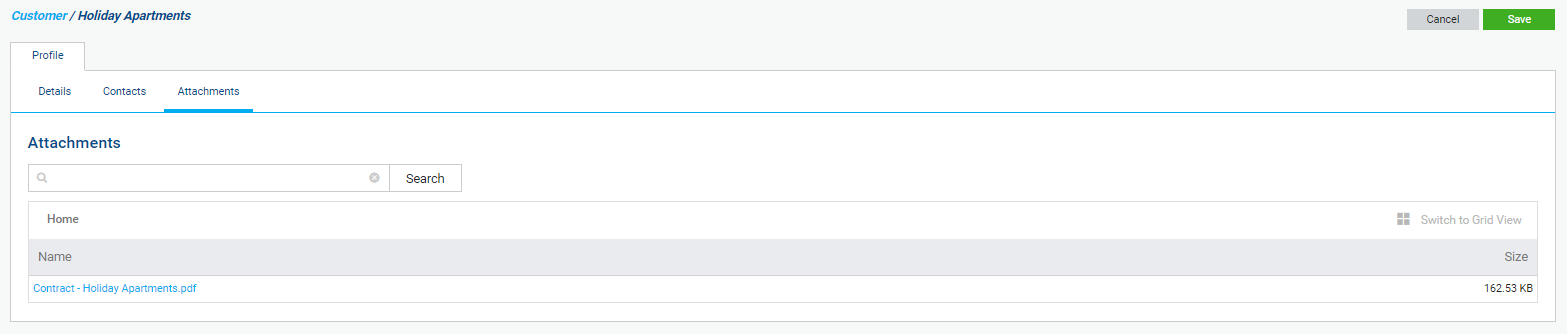 Customer / Holiday Apartments
Cancel
Save
Profile
Details
Contacts
Attachments
Attachments
Search
Home
Switch to Grid View
Name
Size
Contract - Holiday Apartments.pdf
162.53 KB